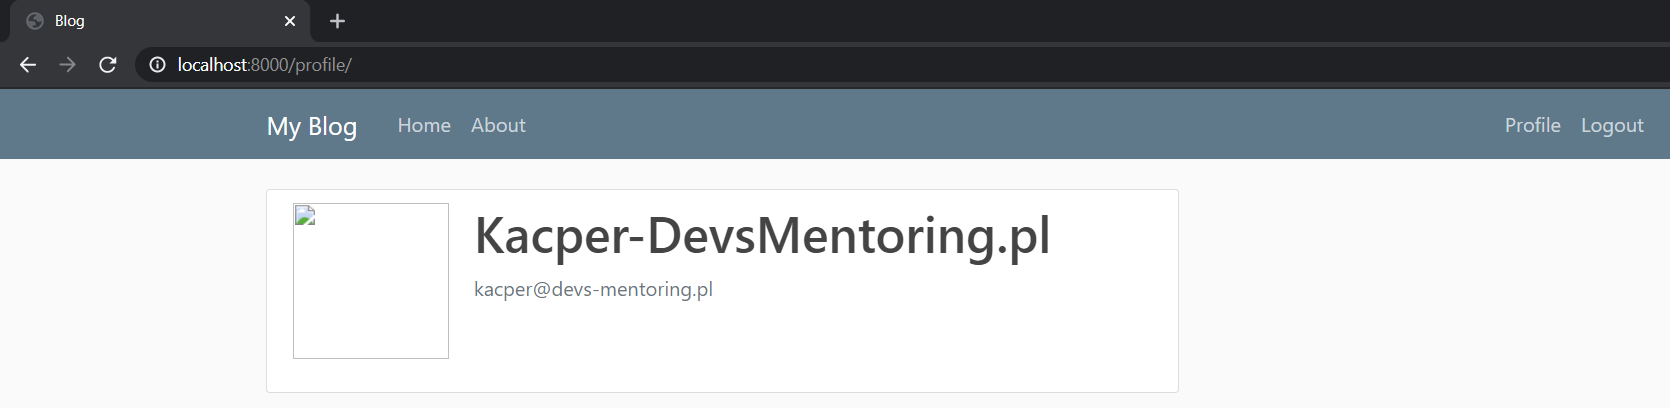 Blog
localhost:8000/profile/
My Blog Home About Profile Logout
Kacper-DevsMentoring.pl
kacper@devs-mentoring.pl